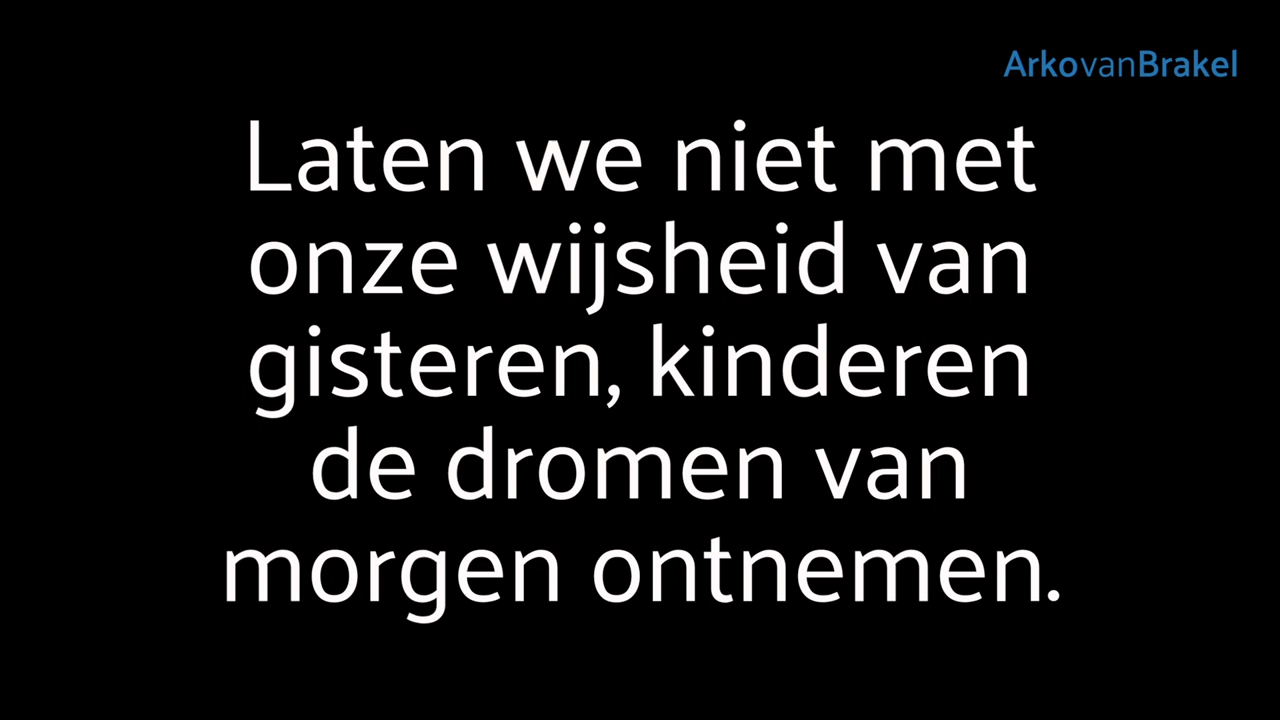 ArkovanBrakel
Laten we niet met
onze wijsheid van
gisteren, kinderen
de dromen van
morgen ontnemen.